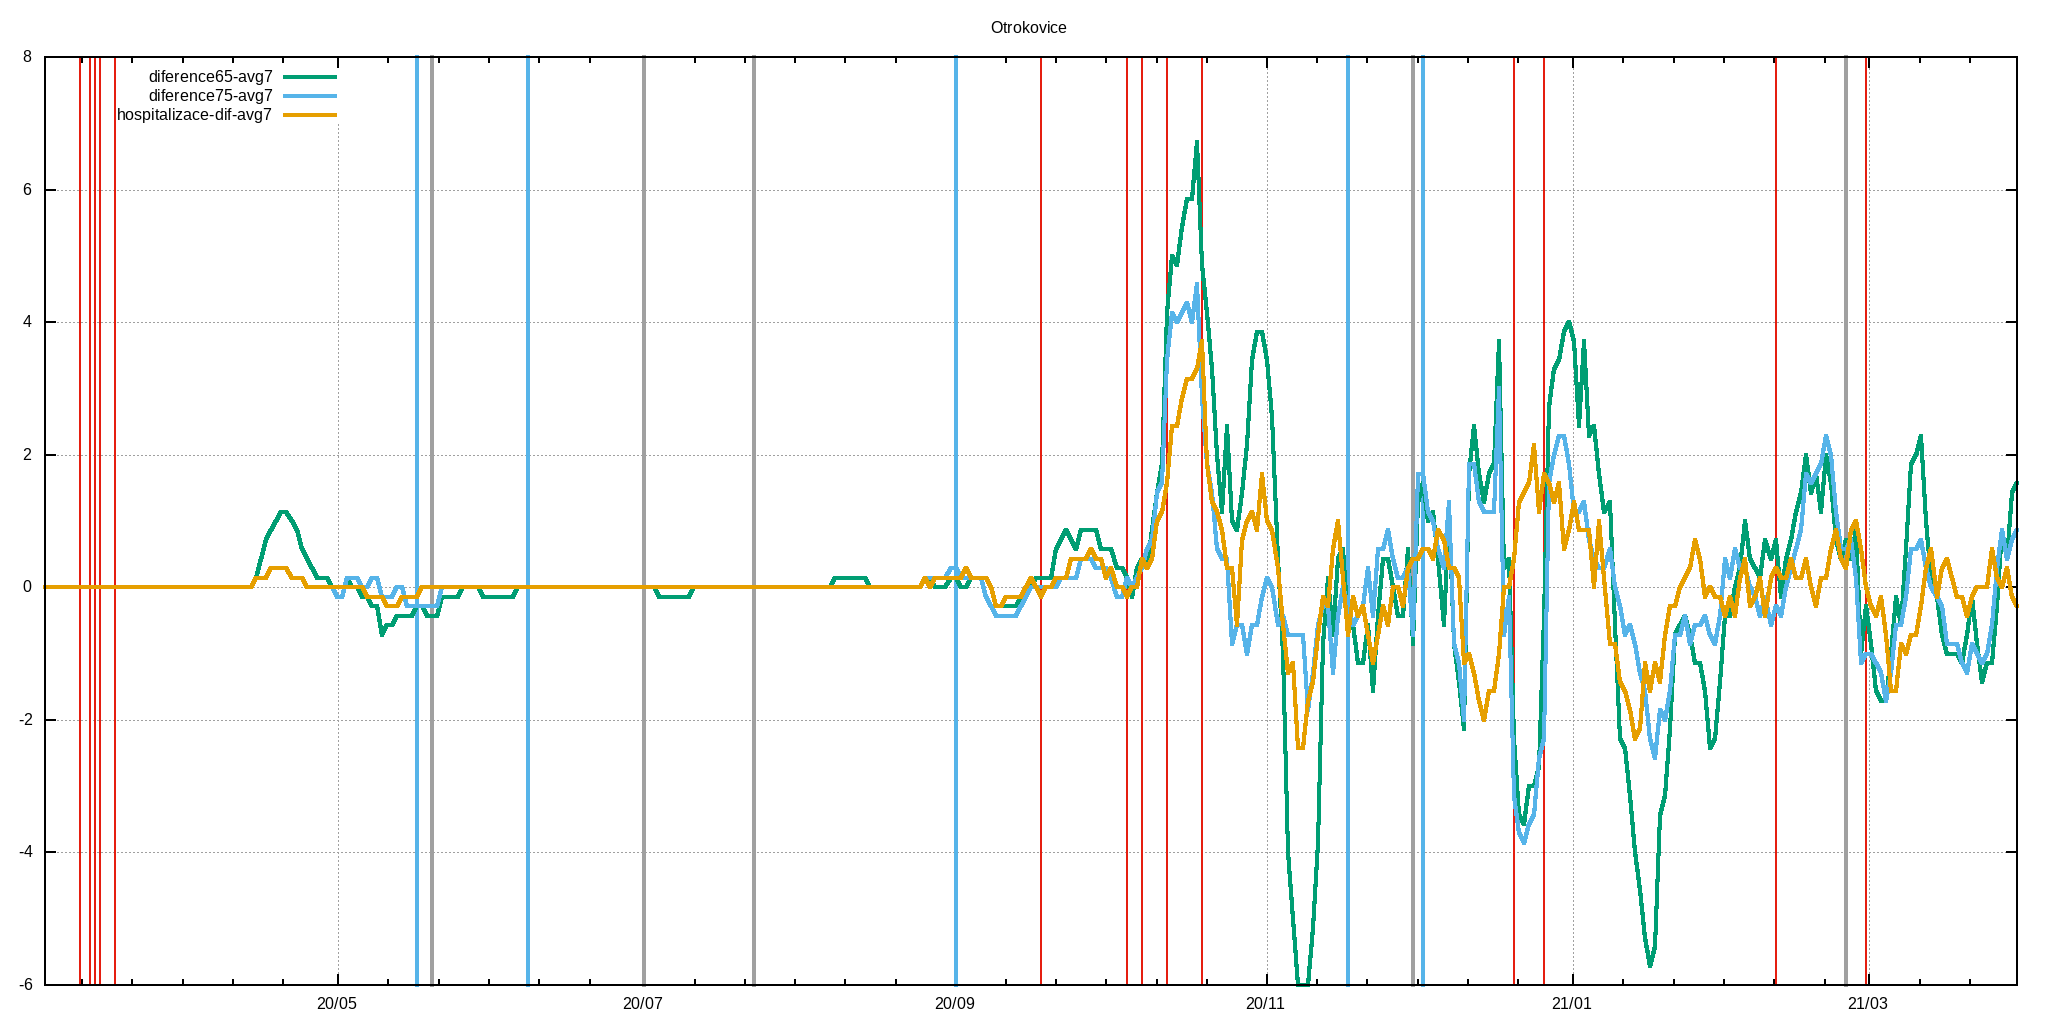 Otrokovice
8
diference65-avg7
diference75-avg7
hospitalizace-dif-avg7
6
4
2
0
-2
-4
-6
20/05 20/07 20/09 20/11 21/01 21/03